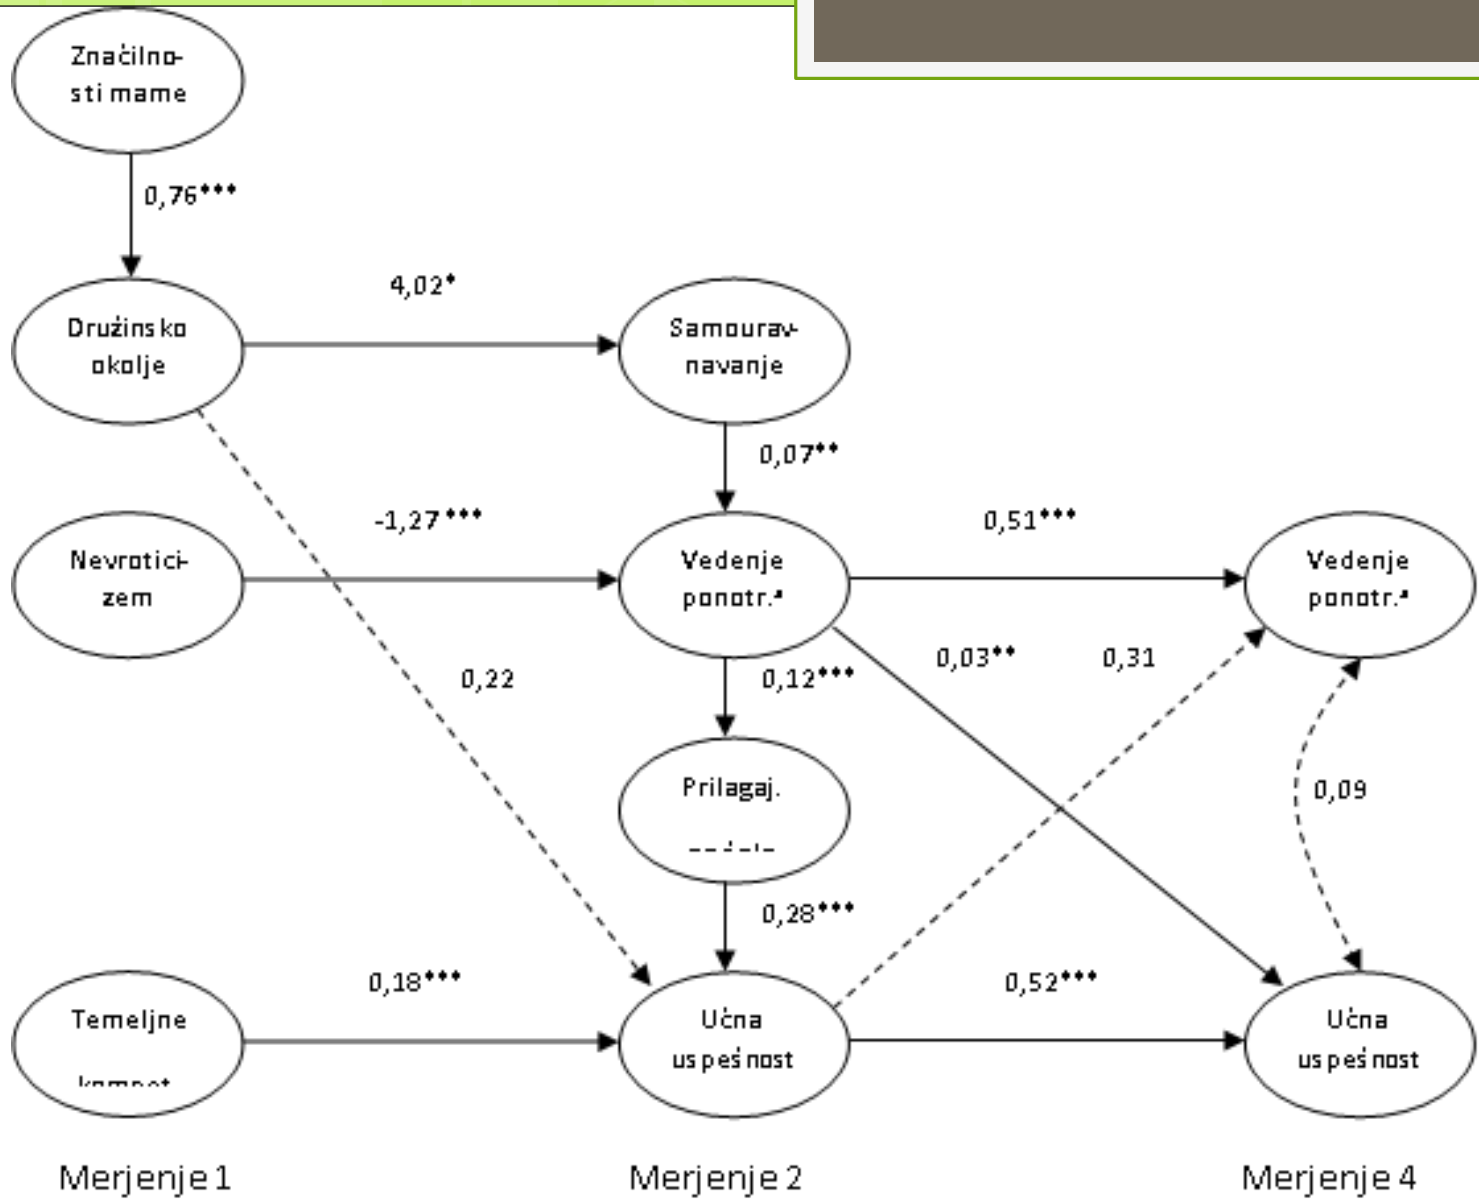 Značilno-
sti mame
0,76***
4,02*
Družinsko
okolje
Samourav-
navanje
0,07**
-1,27***
0,51***
Nevrotici-
zem
Vedenje
ponotr.ª
Vedenje
ponotr.ª
0,22
0,12***
0,03**
0,31
Prilagaj.
0,09
0,28***
0,18***
0,52***
Temeljne
Učna
uspešnost
Učna
uspešnost
Merjenje 1
Merjenje 2
Merjenje 4